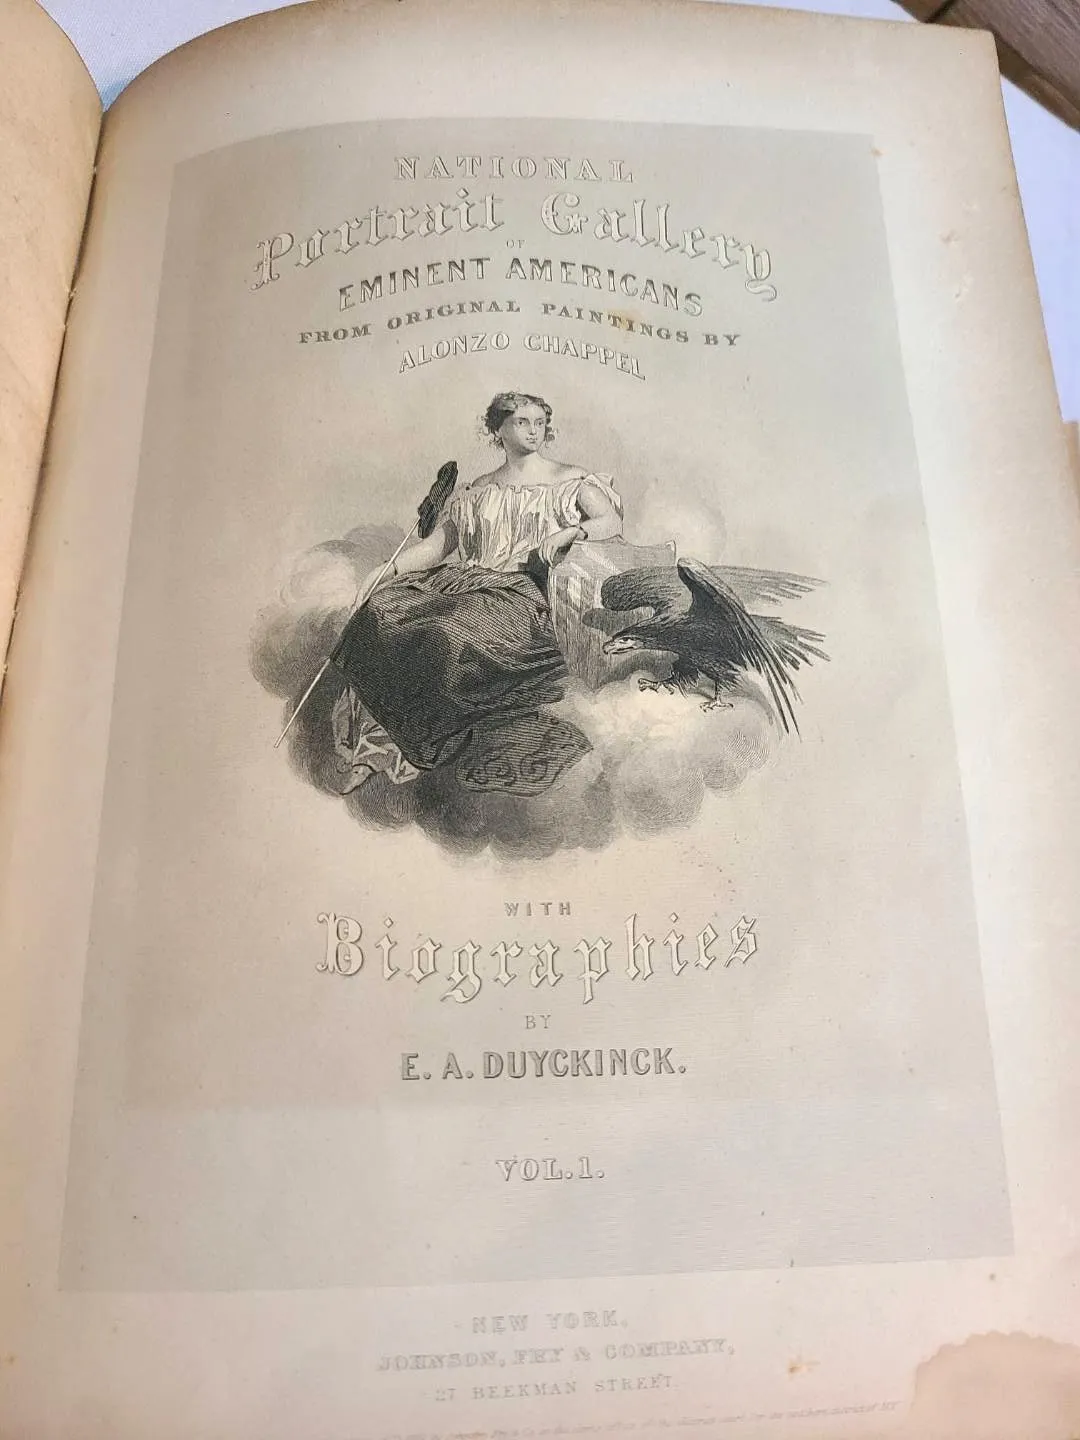 NATIONAL
Portrait Gallery
OF
EMINENT AMERICANS
FROM ORIGINAL PAINTINGS BY
ALONZO CHAPPEL
WITH
Biographies
BY
E. A. DUYCKINCK.
VOL. 1.
NEW YORK,
JOHNSON, FRY & COMPANY,
27 BEEKMAN STREET.